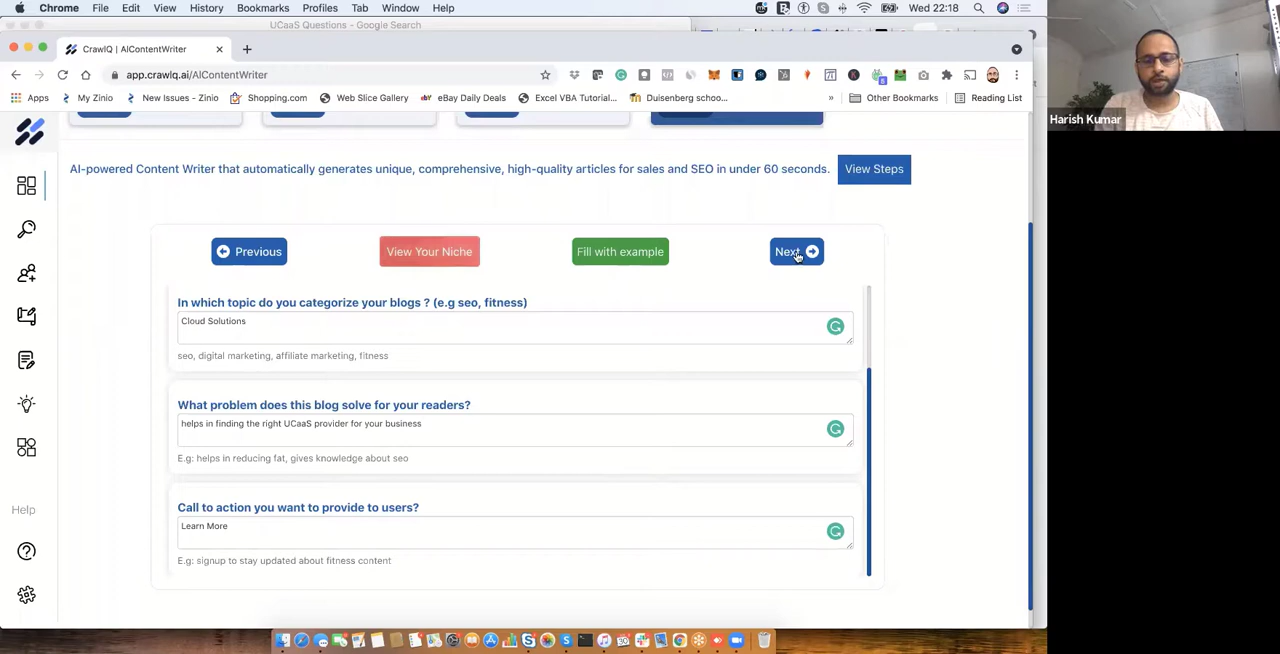 Chrome File Edit View History Bookmarks Profiles Tab Window Help Wed 22:18
UCaaS Questions - Google Search
CrawlQ | AIContentWriter
app.crawlq.ai/AIContentWriter
Apps My Zinio New Issues - Zinio Shopping.com Web Slice Gallery eBay Daily Deals Excel VBA Tutorial... Duisenberg schoo... » Other Bookmarks Reading List
Harish Kumar
AI-powered Content Writer that automatically generates unique, comprehensive, high-quality articles for sales and SEO in under 60 seconds. View Steps
Previous View Your Niche Fill with example Next
In which topic do you categorize your blogs ? (e.g seo, fitness)
Cloud Solutions
seo, digital marketing, affiliate marketing, fitness
What problem does this blog solve for your readers?
helps in finding the right UCaaS provider for your business
E.g: helps in reducing fat, gives knowledge about seo
Call to action you want to provide to users?
Learn More
E.g: signup to stay updated about fitness content
Help